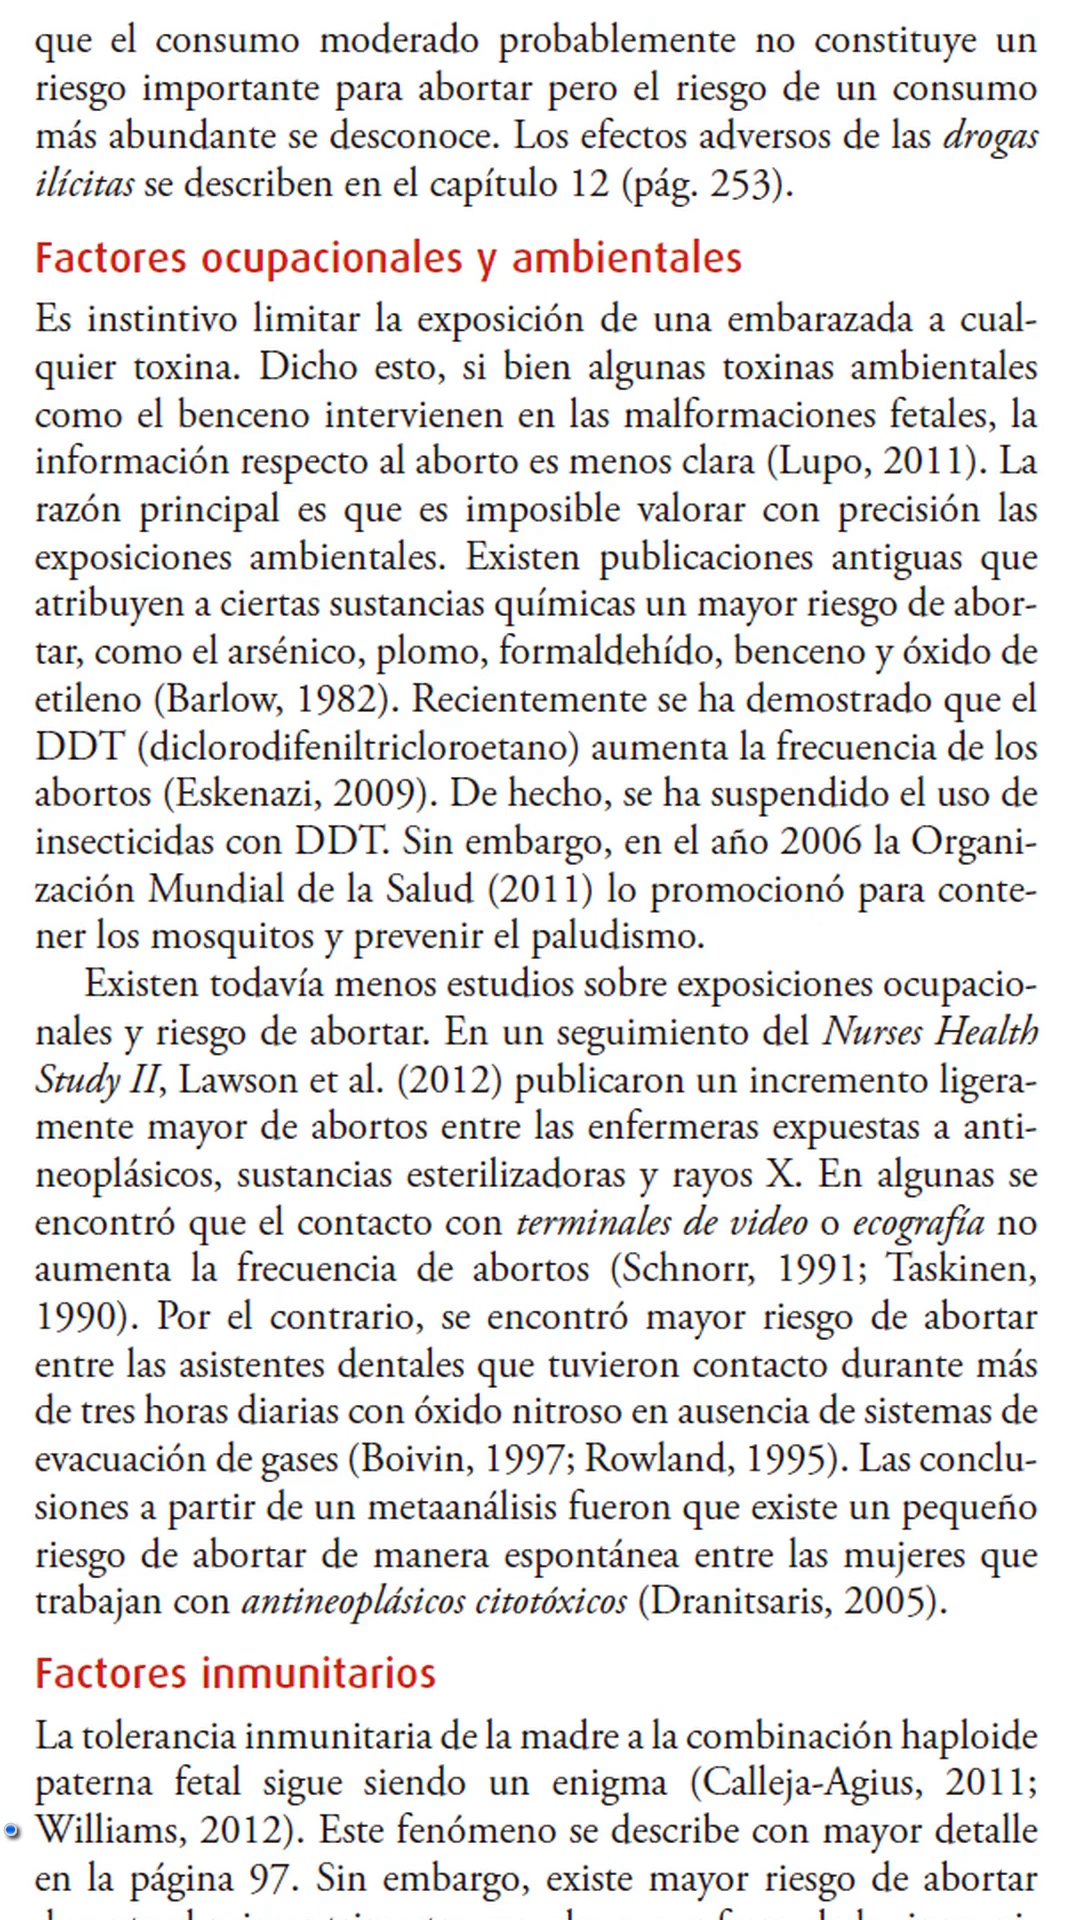 que el consumo moderado probablemente no constituye un
riesgo importante para abortar pero el riesgo de un consumo
más abundante se desconoce. Los efectos adversos de las drogas
ilícitas se describen en el capítulo 12 (pág. 253).
Factores ocupacionales y ambientales
Es instintivo limitar la exposición de una embarazada a cual-
quier toxina. Dicho esto, si bien algunas toxinas ambientales
como el benceno intervienen en las malformaciones fetales, la
información respecto al aborto es menos clara (Lupo, 2011). La
razón principal es que es imposible valorar con precisión las
exposiciones ambientales. Existen publicaciones antiguas que
atribuyen a ciertas sustancias químicas un mayor riesgo de abor-
tar, como el arsénico, plomo, formaldehído, benceno y óxido de
etileno (Barlow, 1982). Recientemente se ha demostrado que el
DDT (diclorodifeniltricloroetano) aumenta la frecuencia de los
abortos (Eskenazi, 2009). De hecho, se ha suspendido el uso de
insecticidas con DDT. Sin embargo, en el año 2006 la Organi-
zación Mundial de la Salud (2011) lo promocionó para conte-
ner los mosquitos y prevenir el paludismo.
Existen todavía menos estudios sobre exposiciones ocupacio-
nales y riesgo de abortar. En un seguimiento del Nurses Health
Study II, Lawson et al. (2012) publicaron un incremento ligera-
mente mayor de abortos entre las enfermeras expuestas a anti-
neoplásicos, sustancias esterilizadoras y rayos X. En algunas se
encontró que el contacto con terminales de video o ecografía no
aumenta la frecuencia de abortos (Schnorr, 1991; Taskinen,
1990). Por el contrario, se encontró mayor riesgo de abortar
entre las asistentes dentales que tuvieron contacto durante más
de tres horas diarias con óxido nitroso en ausencia de sistemas de
evacuación de gases (Boivin, 1997; Rowland, 1995). Las conclu-
siones a partir de un metaanálisis fueron que existe un pequeño
riesgo de abortar de manera espontánea entre las mujeres que
trabajan con antineoplásicos citotóxicos (Dranitsaris, 2005).
Factores inmunitarios
La tolerancia inmunitaria de la madre a la combinación haploide
paterna fetal sigue siendo un enigma (Calleja-Agius, 2011;
Williams, 2012). Este fenómeno se describe con mayor detalle
en la página 97. Sin embargo, existe mayor riesgo de abortar